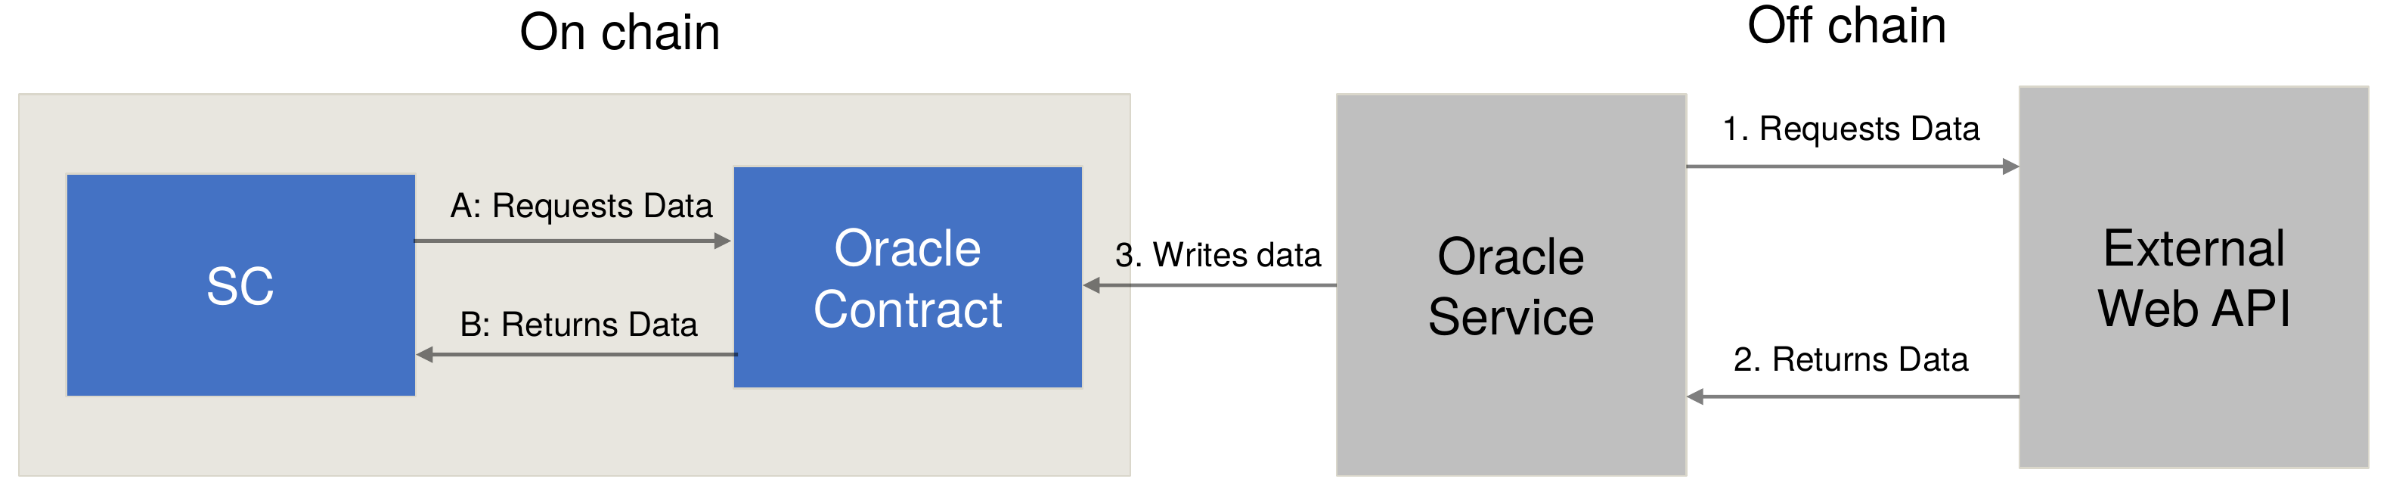 On chain
Off chain
SC
A: Requests Data
B: Returns Data
Oracle
Contract
3. Writes data
Oracle
Service
1. Requests Data
2. Returns Data
External
Web API